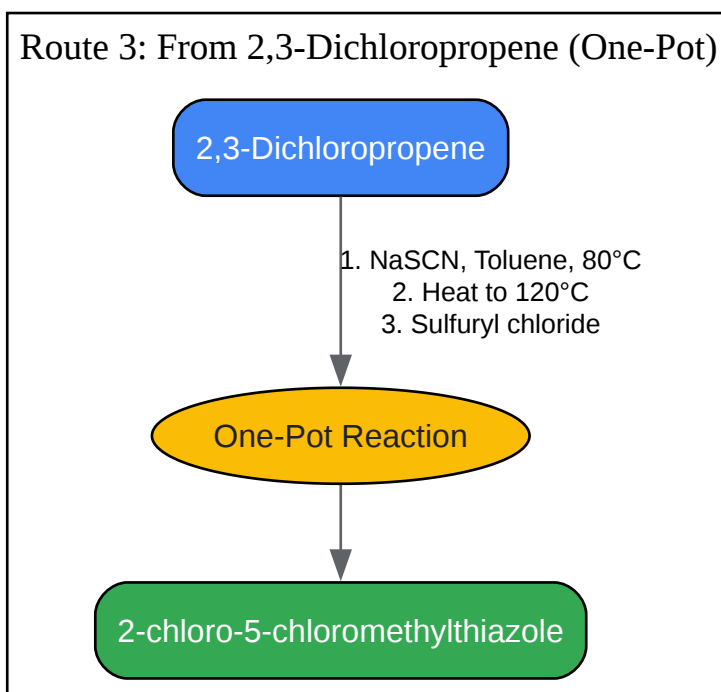 Route 3: From 2,3-Dichloropropene (One-Pot)
2,3-Dichloropropene
1. NaSCN, Toluene, 80°C
2. Heat to 120°C
3. Sulfuryl chloride
One-Pot Reaction
2-chloro-5-chloromethylthiazole